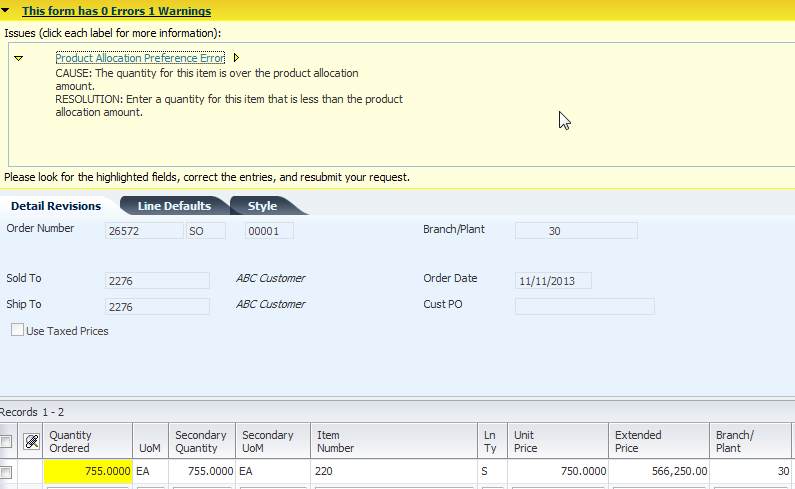 This form has 0 Errors 1 Warnings
Issues (click each label for more information):
Product Allocation Preference Error
CAUSE: The quantity for this item is over the product allocation
amount.
RESOLUTION: Enter a quantity for this item that is less than the product
allocation amount.
Please look for the highlighted fields, correct the entries, and resubmit your request.
Detail Revisions Line Defaults Style
Order Number 26572 SO 00001 Branch/Plant 30
Sold To 2276 ABC Customer Order Date 11/11/2013
Ship To 2276 ABC Customer Cust PO
Use Taxed Prices
Records 1 - 2
Quantity Secondary Secondary Item Ln Unit Extended Branch/
Ordered UoM Quantity UoM Number Ty Price Price Plant
755.0000 EA 755.0000 EA 220 S 750.0000 566,250.00 30